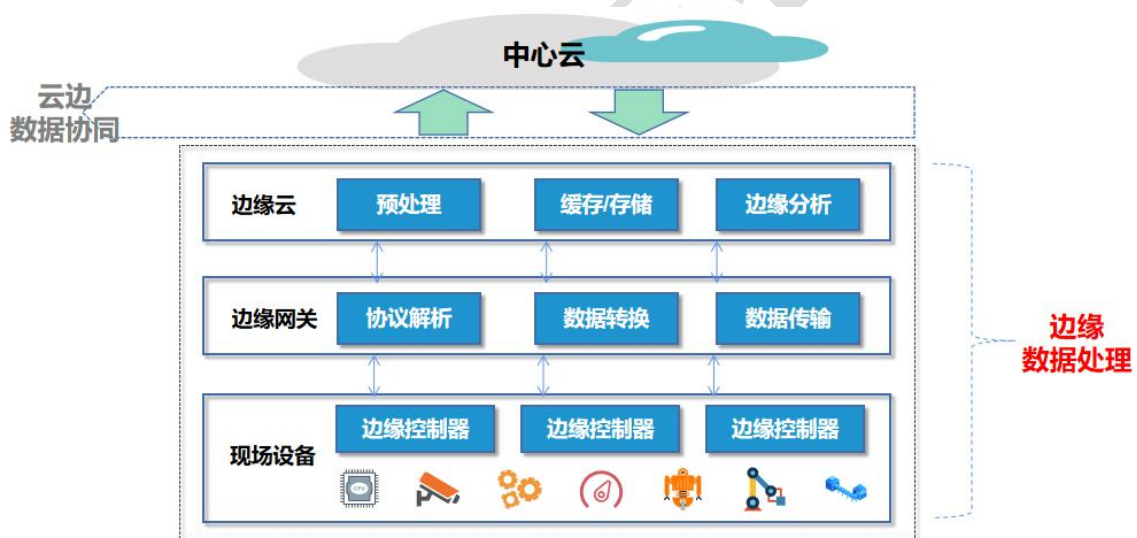 中心云
云边
数据协同
边缘云
预处理
缓存/存储
边缘分析
边缘网关
协议解析
数据转换
数据传输
边缘
数据处理
现场设备
边缘控制器
边缘控制器
边缘控制器
CPU